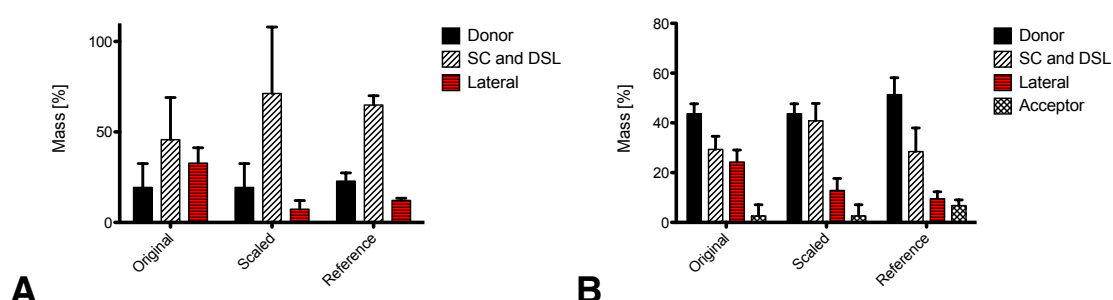 Mass [%]
100
50
0
Original
Scaled
Reference
Donor
SC and DSL
Lateral
A
Mass [%]
80
60
40
20
0
Original
Scaled
Reference
Donor
SC and DSL
Lateral
Acceptor
B